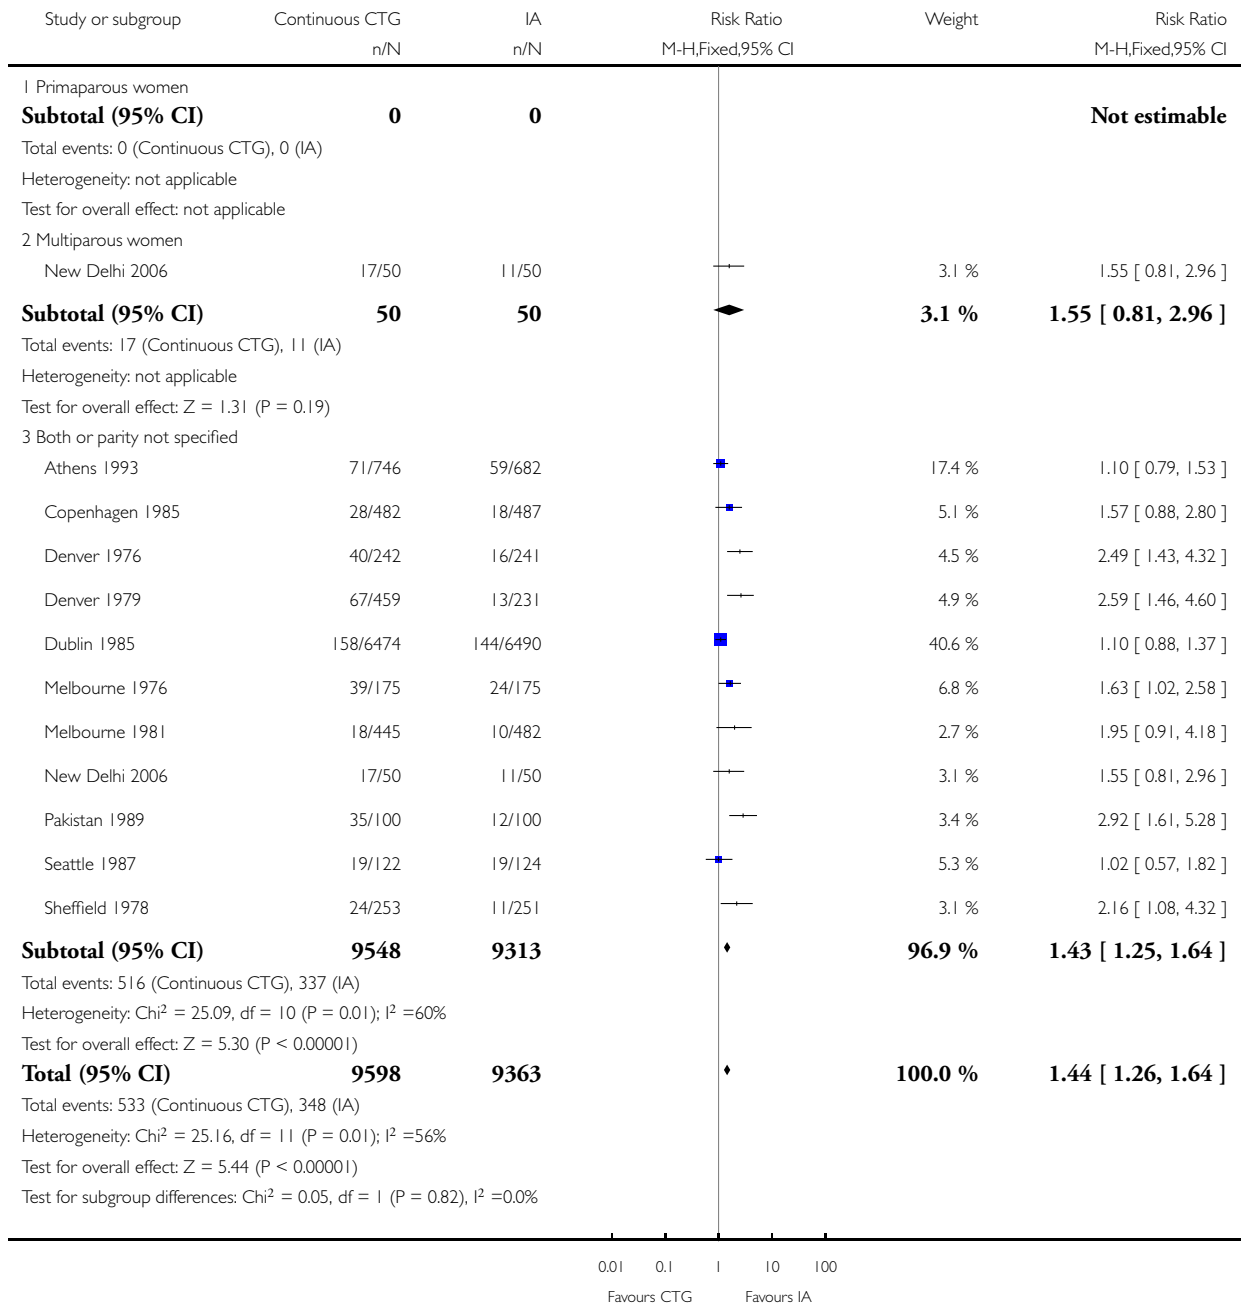 Study or subgroup Continuous CTG IA Risk Ratio Weight Risk Ratio
n/N n/N M-H,Fixed,95% CI M-H,Fixed,95% CI
1 Primaparous women
Subtotal (95% CI) 0 0 Not estimable
Total events: 0 (Continuous CTG), 0 (IA)
Heterogeneity: not applicable
Test for overall effect: not applicable
2 Multiparous women
New Delhi 2006 17/50 11/50 3.1 % 1.55 [ 0.81, 2.96 ]
Subtotal (95% CI) 50 50 3.1 % 1.55 [ 0.81, 2.96 ]
Total events: 17 (Continuous CTG), 11 (IA)
Heterogeneity: not applicable
Test for overall effect: Z = 1.31 (P = 0.19)
3 Both or parity not specified
Athens 1993 71/746 59/682 17.4 % 1.10 [ 0.79, 1.53 ]
Copenhagen 1985 28/482 18/487 5.1 % 1.57 [ 0.88, 2.80 ]
Denver 1976 40/242 16/241 4.5 % 2.49 [ 1.43, 4.32 ]
Denver 1979 67/459 13/231 4.9 % 2.59 [ 1.46, 4.60 ]
Dublin 1985 158/6474 144/6490 40.6 % 1.10 [ 0.88, 1.37 ]
Melbourne 1976 39/175 24/175 6.8 % 1.63 [ 1.02, 2.58 ]
Melbourne 1981 18/445 10/482 2.7 % 1.95 [ 0.91, 4.18 ]
New Delhi 2006 17/50 11/50 3.1 % 1.55 [ 0.81, 2.96 ]
Pakistan 1989 35/100 12/100 3.4 % 2.92 [ 1.61, 5.28 ]
Seattle 1987 19/122 19/124 5.3 % 1.02 [ 0.57, 1.82 ]
Sheffield 1978 24/253 11/251 3.1 % 2.16 [ 1.08, 4.32 ]
Subtotal (95% CI) 9548 9313 96.9 % 1.43 [ 1.25, 1.64 ]
Total events: 516 (Continuous CTG), 337 (IA)
Heterogeneity: Chi² = 25.09, df = 10 (P = 0.01); I² =60%
Test for overall effect: Z = 5.30 (P < 0.00001)
Total (95% CI) 9598 9363 100.0 % 1.44 [ 1.26, 1.64 ]
Total events: 533 (Continuous CTG), 348 (IA)
Heterogeneity: Chi² = 25.16, df = 11 (P = 0.01); I² =56%
Test for overall effect: Z = 5.44 (P < 0.00001)
Test for subgroup differences: Chi² = 0.05, df = 1 (P = 0.82), I² =0.0%
0.01 0.1 1 10 100
Favours CTG Favours IA